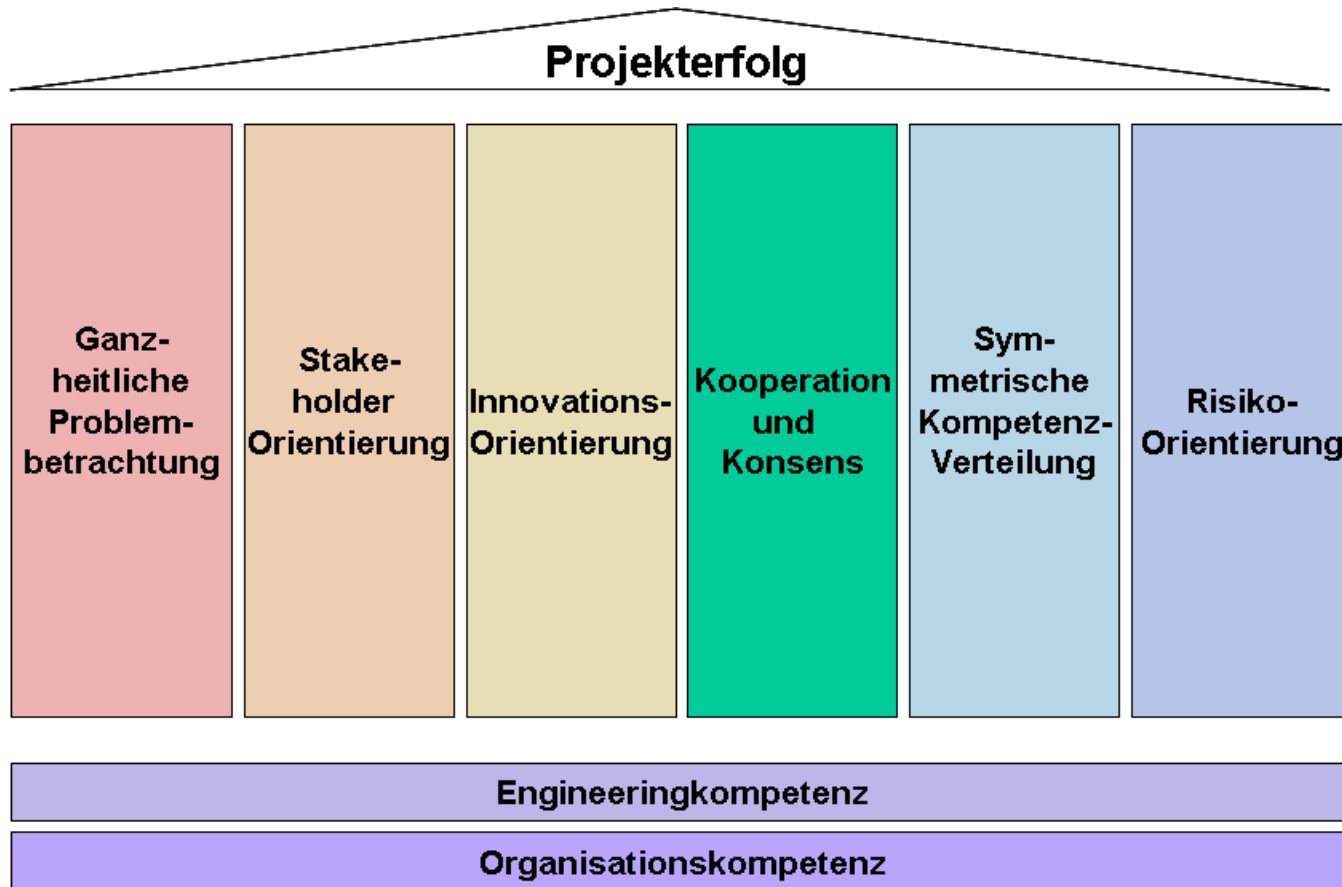 Projekterfolg
Ganz-
heitliche
Problem-
betrachtung
Stake-
holder
Orientierung
Innovations-
Orientierung
Kooperation
und
Konsens
Sym-
metrische
Kompetenz-
Verteilung
Risiko-
Orientierung
Engineeringkompetenz
Organisationskompetenz